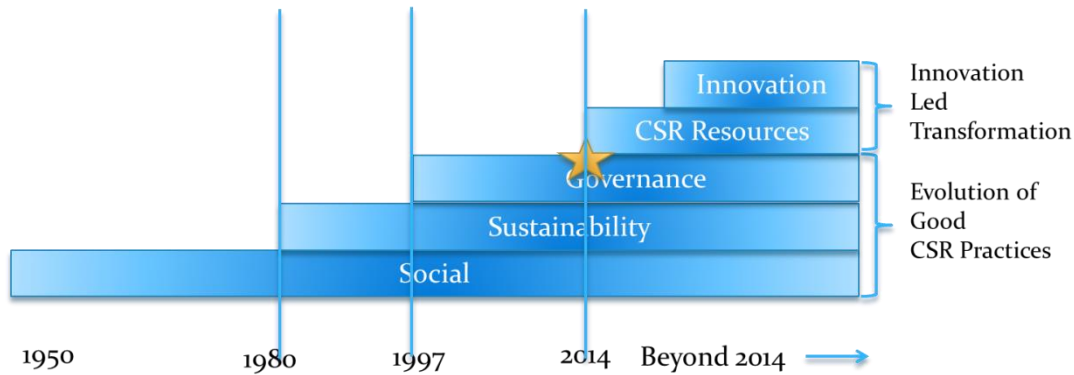 Innovation
CSR Resources
Governance
Sustainability
Social
Innovation
Led
Transformation
Evolution of
Good
CSR Practices
1950 1980 1997 2014 Beyond 2014